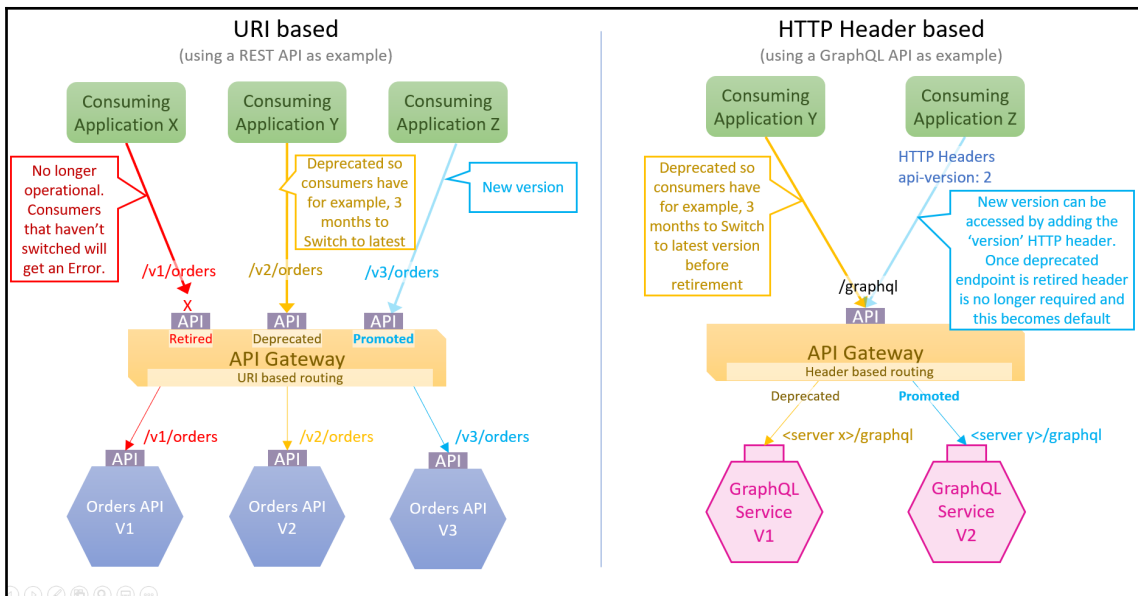 URI based
(using a REST API as example)
Consuming
Application X
Consuming
Application Y
Consuming
Application Z
No longer
operational.
Consumers
that haven't
switched will
get an Error.
Deprecated so
consumers have
for example, 3
months to
Switch to latest
New version
/v1/orders
/v2/orders
/v3/orders
X
API
API
API
Retired
Deprecated
Promoted
API Gateway
URI based routing
/v1/orders
/v2/orders
/v3/orders
API
API
API
Orders API
V1
Orders API
V2
Orders API
V3
HTTP Header based
(using a GraphQL API as example)
Consuming
Application Y
Consuming
Application Z
Deprecated so
consumers have
for example, 3
months to Switch
to latest version
before
retirement
HTTP Headers
api-version: 2
New version can be
accessed by adding the
'version' HTTP header.
Once deprecated
endpoint is retired header
is no longer required and
this becomes default
/graphql
API
API Gateway
Header based routing
Deprecated
Promoted
<server x>/graphql
<server y>/graphql
GraphQL
Service
V1
GraphQL
Service
V2